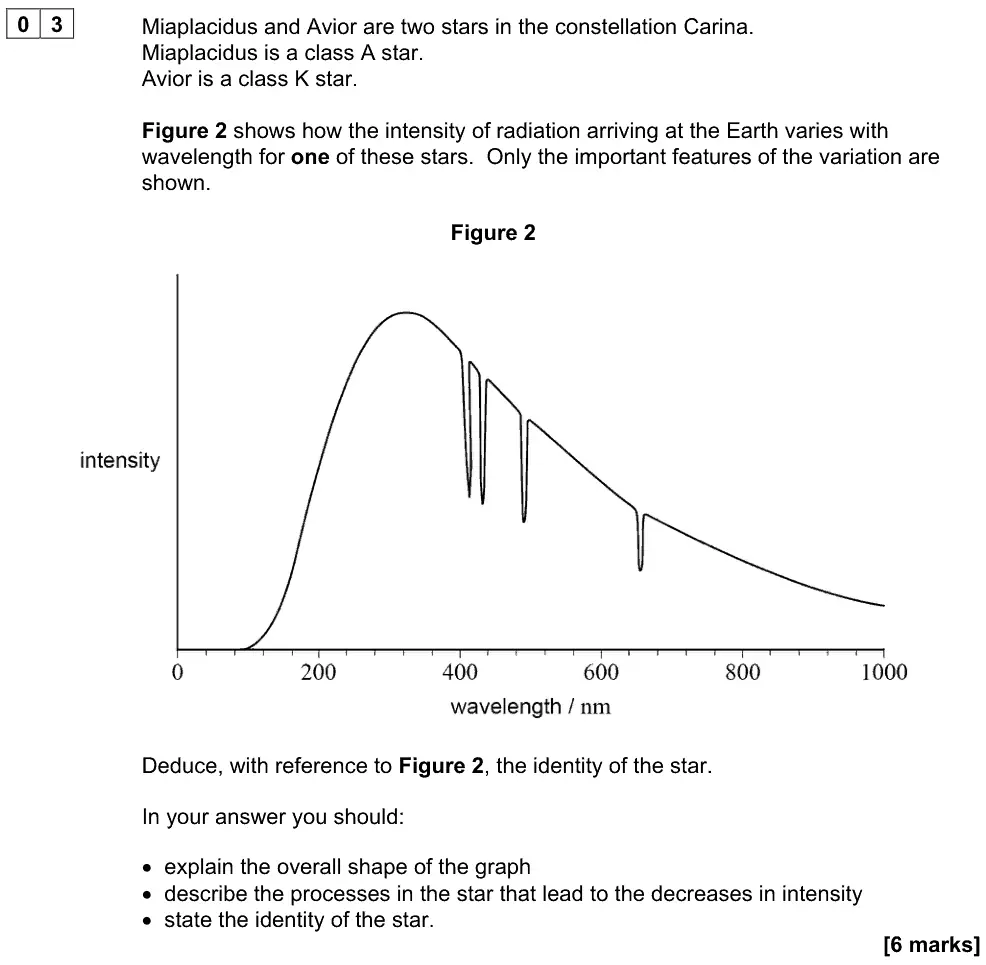 0 3
Miaplacidus and Avior are two stars in the constellation Carina.
Miaplacidus is a class A star.
Avior is a class K star.
Figure 2 shows how the intensity of radiation arriving at the Earth varies with
wavelength for one of these stars. Only the important features of the variation are
shown.
Figure 2
intensity
0 200 400 600 800 1000
wavelength / nm
Deduce, with reference to Figure 2, the identity of the star.
In your answer you should:
• explain the overall shape of the graph
• describe the processes in the star that lead to the decreases in intensity
• state the identity of the star.
[6 marks]